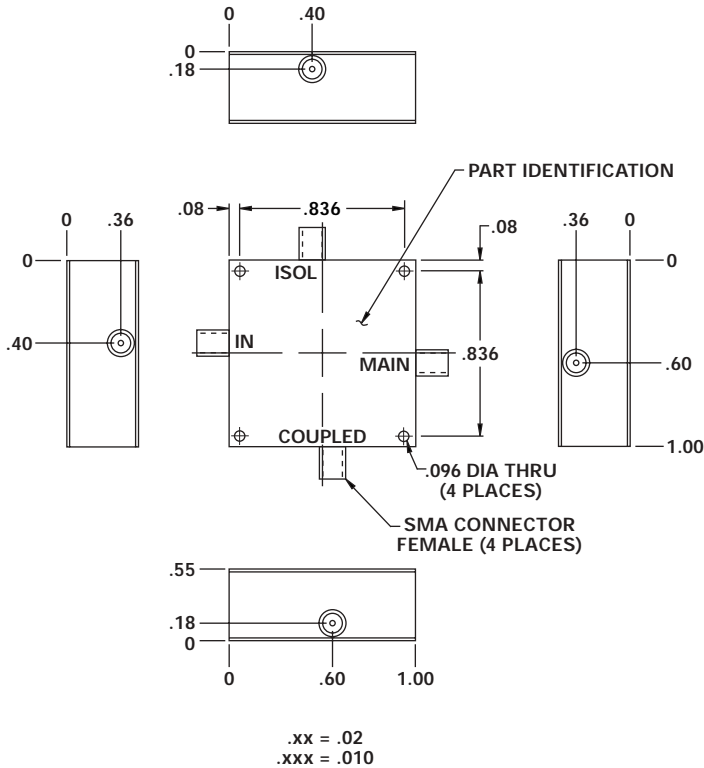 0 .40
0
.18
PART IDENTIFICATION
.08 .836
.08
0 .36
.36 0
0
0
ISOL
IN
.40
MAIN
.836
.60
COUPLED
1.00
.096 DIA THRU
(4 PLACES)
SMA CONNECTOR
FEMALE (4 PLACES)
.55
.18
0
0 .60 1.00
.xx = .02
.xxx = .010